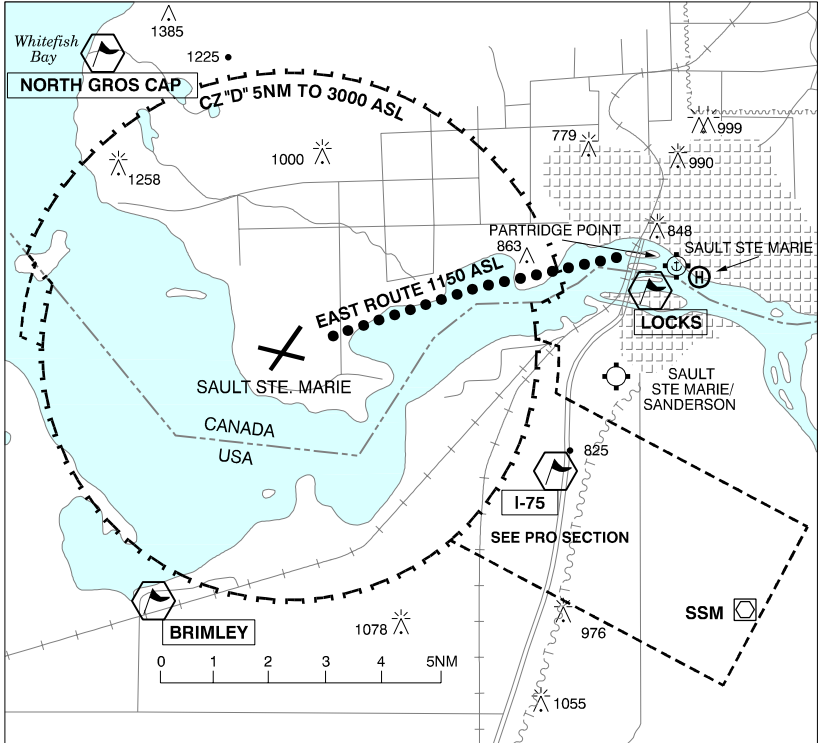 1385
Whitefish
Bay
1225
NORTH GROS CAP
CZ "D" 5NM TO 3000 ASL
999
779
1000
990
1258
PARTRIDGE POINT
848
863
SAULT STE MARIE
H
EAST ROUTE 1150 ASL
LOCKS
SAULT STE. MARIE
SAULT
STE MARIE/
SANDERSON
CANADA
USA
825
I-75
SEE PRO SECTION
SSM
BRIMLEY
1078
976
0 1 2 3 4 5NM
1055